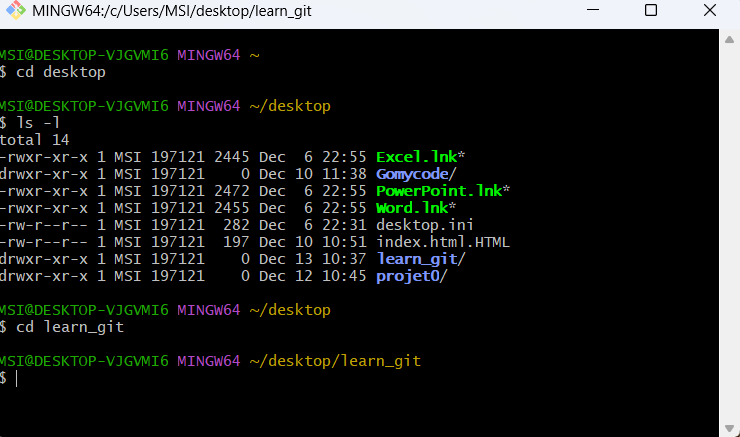 MINGW64:/c/Users/MSI/desktop/learn_git
MSI@DESKTOP-VJGVMI6 MINGW64 ~
$ cd desktop
MSI@DESKTOP-VJGVMI6 MINGW64 ~/desktop
$ ls -l
total 14
-rwxr-xr-x 1 MSI 197121 2445 Dec  6 22:55 Excel.lnk*
drwxr-xr-x 1 MSI 197121    0 Dec 10 11:38 Gomycode/
-rwxr-xr-x 1 MSI 197121 2472 Dec  6 22:55 PowerPoint.lnk*
-rwxr-xr-x 1 MSI 197121 2455 Dec  6 22:55 Word.lnk*
-rw-r--r-- 1 MSI 197121  282 Dec  6 22:31 desktop.ini
-rw-r--r-- 1 MSI 197121  197 Dec 10 10:51 index.html.HTML
drwxr-xr-x 1 MSI 197121    0 Dec 13 10:37 learn_git/
drwxr-xr-x 1 MSI 197121    0 Dec 12 10:45 projet0/
MSI@DESKTOP-VJGVMI6 MINGW64 ~/desktop
$ cd learn_git
MSI@DESKTOP-VJGVMI6 MINGW64 ~/desktop/learn_git
$